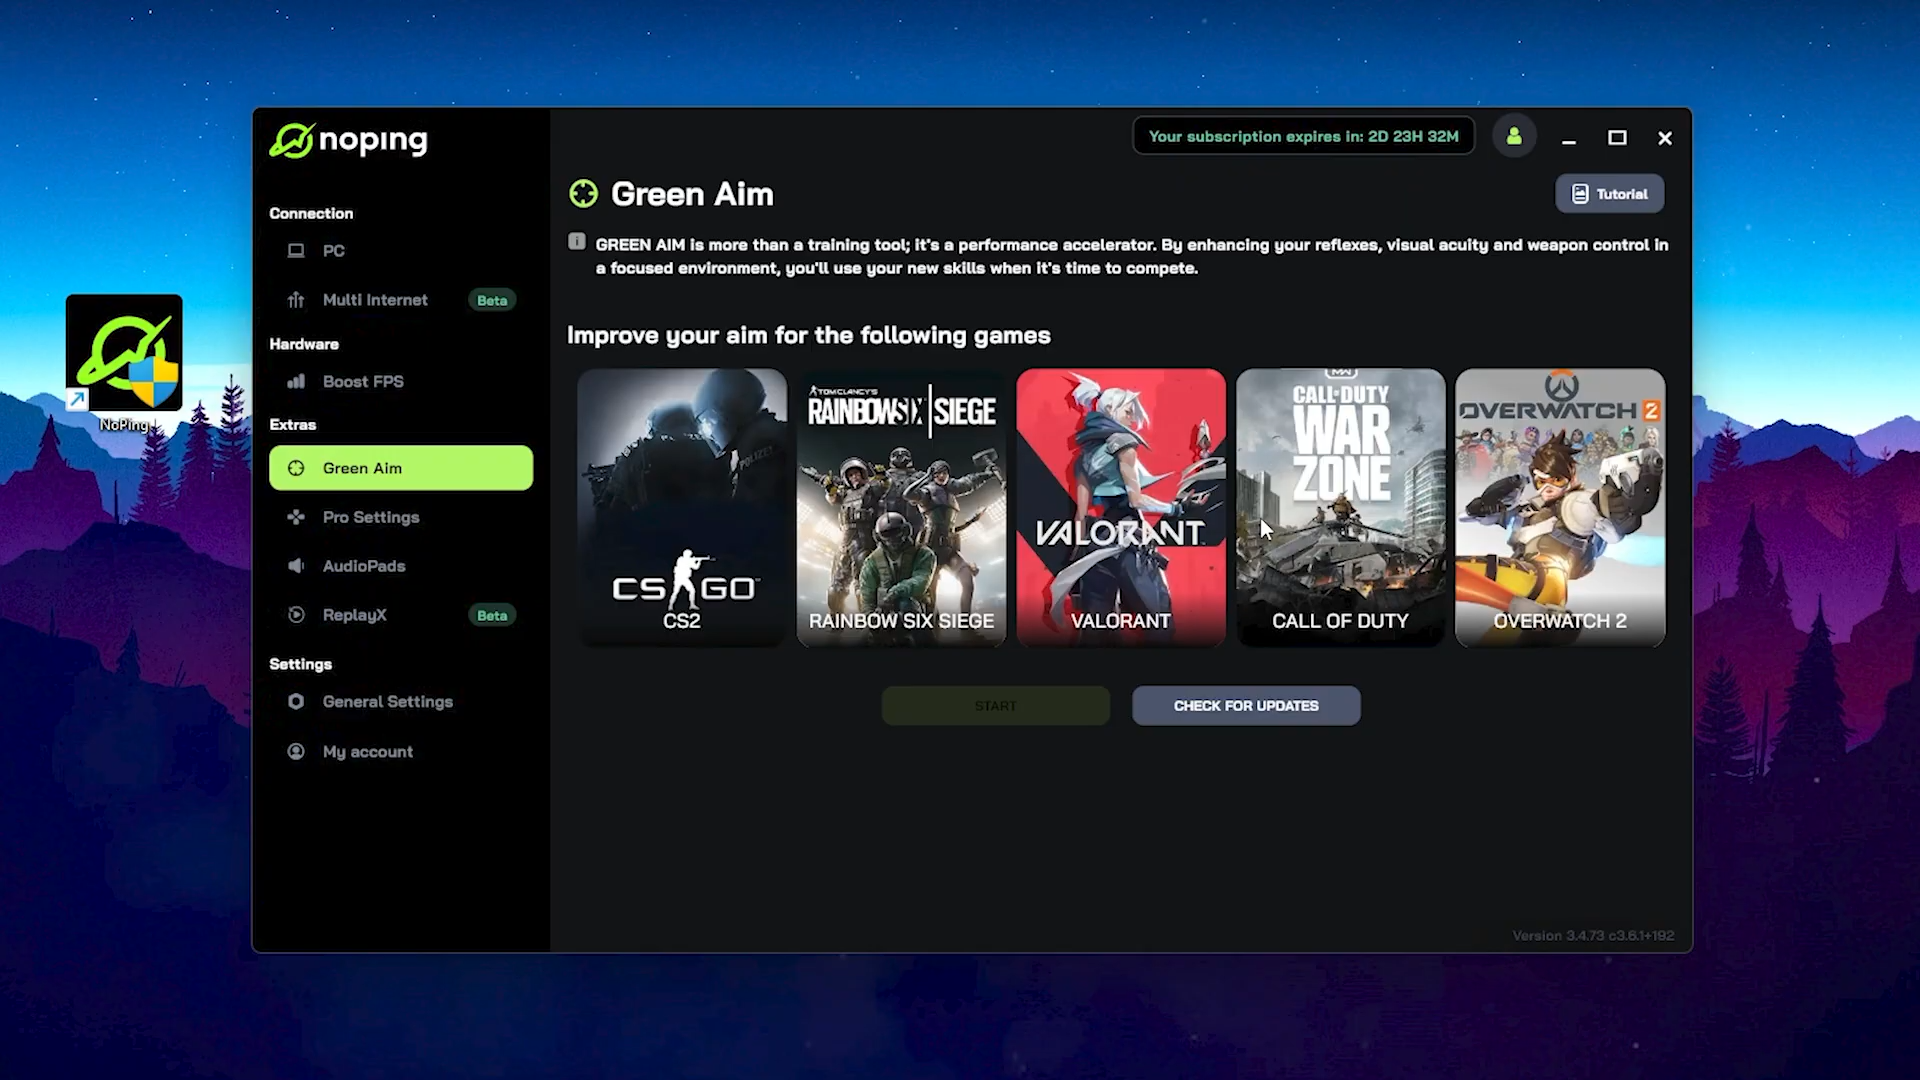 noping
Your subscription expires in: 2D 23H 32M
Green Aim
Tutorial
GREEN AIM is more than a training tool; it's a performance accelerator. By enhancing your reflexes, visual acuity and weapon control in
a focused environment, you'll use your new skills when it's time to compete.
Connection
PC
Multi Internet
Beta
Hardware
Boost FPS
Extras
Green Aim
Pro Settings
AudioPads
ReplayX
Beta
Settings
General Settings
My account
NoPing
Improve your aim for the following games
POLIZEI
CS GO
CS2
TOM CLANCY'S
RAINBOW SIX SIEGE
RAINBOW SIX SIEGE
VALORANT
VALORANT
MW
CALL OF DUTY
WAR
ZONE
CALL OF DUTY
OVERWATCH 2
OVERWATCH 2
START
CHECK FOR UPDATES
Version 3.4.73 c3.6.1+192